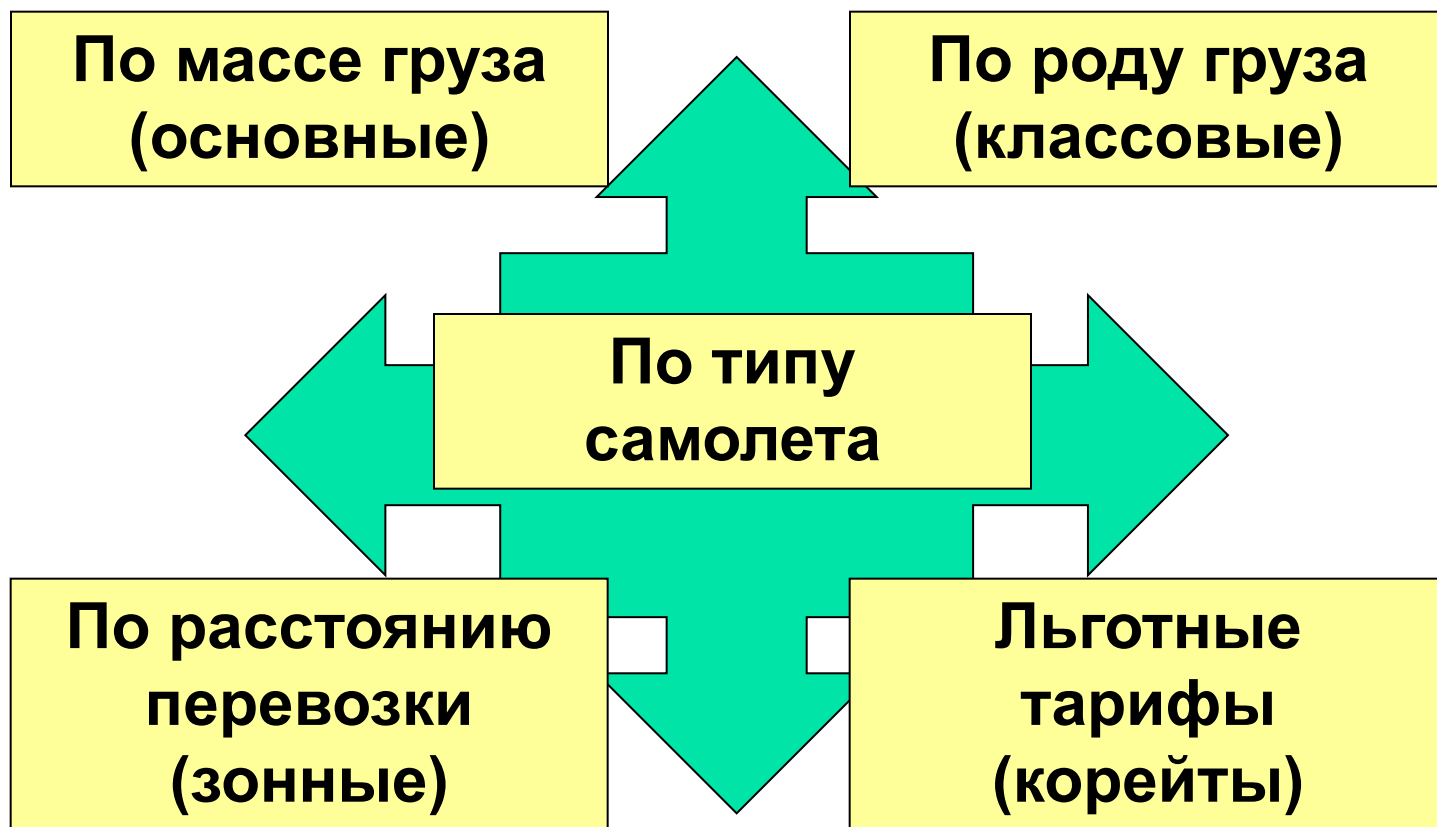 По массе груза
(основные)
По роду груза
(классовые)
По типу
самолета
По расстоянию
перевозки
(зонные)
Льготные
тарифы
(корейты)